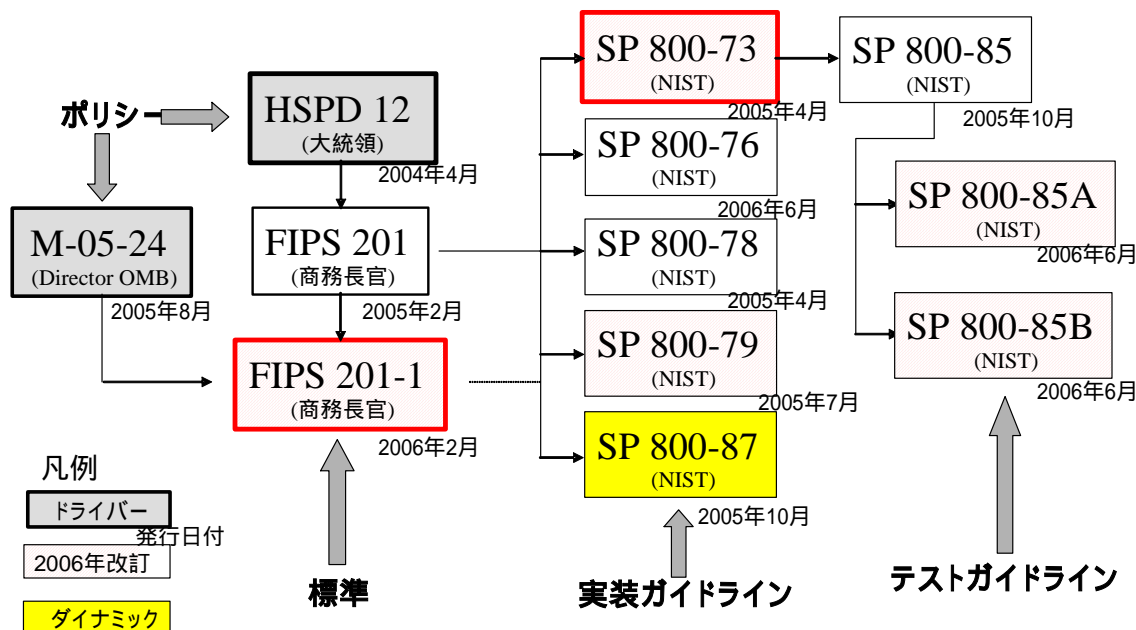 ポリシー
HSPD 12
(大統領)
2004年4月
M-05-24
(Director OMB)
2005年8月
FIPS 201
(商務長官)
2005年2月
FIPS 201-1
(商務長官)
2006年2月
SP 800-73
(NIST)
2005年4月
SP 800-76
(NIST)
2006年6月
SP 800-78
(NIST)
2005年4月
SP 800-79
(NIST)
2005年7月
SP 800-87
(NIST)
2005年10月
SP 800-85
(NIST)
2005年10月
SP 800-85A
(NIST)
2006年6月
SP 800-85B
(NIST)
2006年6月
凡例
ドライバー
発行日付
2006年改訂
ダイナミック
標準
実装ガイドライン
テストガイドライン